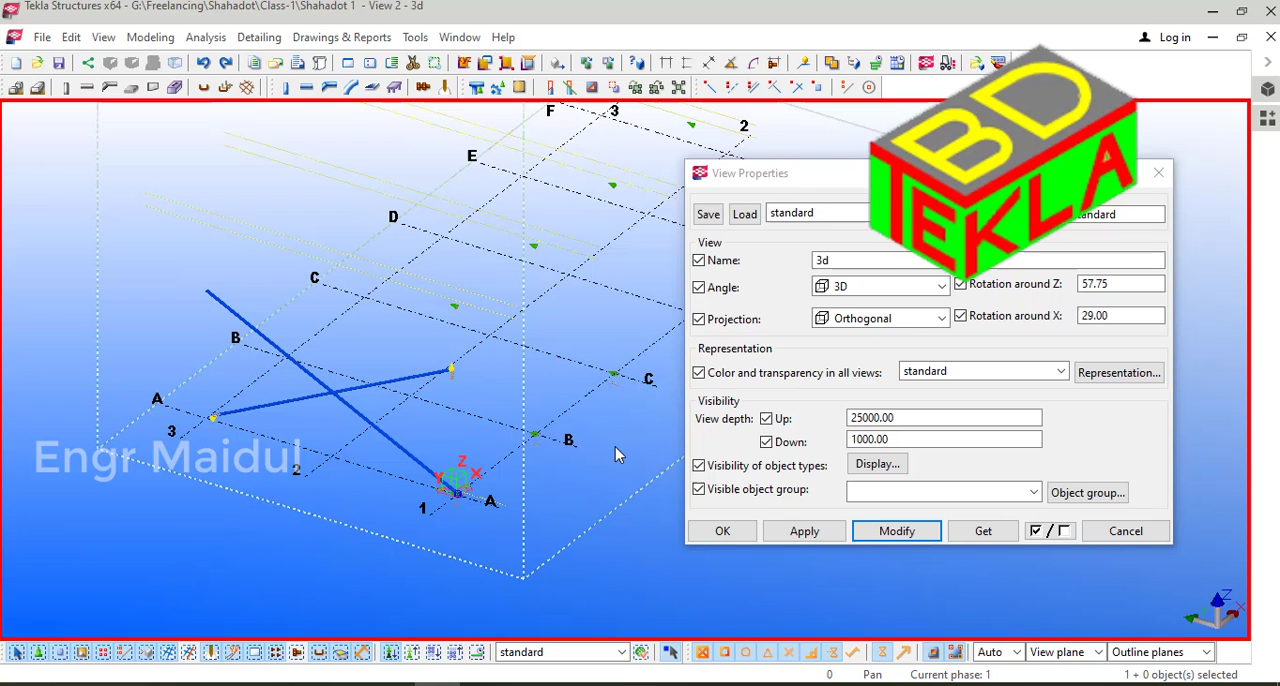 Tekla Structures x64 - G:\Freelancing\Shahadot\Class-1\Shahadot 1 - View 2 - 3d
File Edit View Modeling Analysis Detailing Drawings & Reports Tools Window Help
Log in
BD
TEKLA
F 3 2
E
D
C
B
A
3
2
1
A
B
C
Z
Y X
Engr Maidul
View Properties
Save Load standard standard
View
Name: 3d
Angle: 3D Rotation around Z: 57.75
Projection: Orthogonal Rotation around X: 29.00
Representation
Color and transparency in all views: standard Representation...
Visibility
View depth: Up: 25000.00
Down: 1000.00
Visibility of object types: Display...
Visible object group: Object group...
OK Apply Modify Get / Cancel
Z
X
standard Auto View plane Outline planes
0 Pan Current phase: 1 1 + 0 object(s) selected